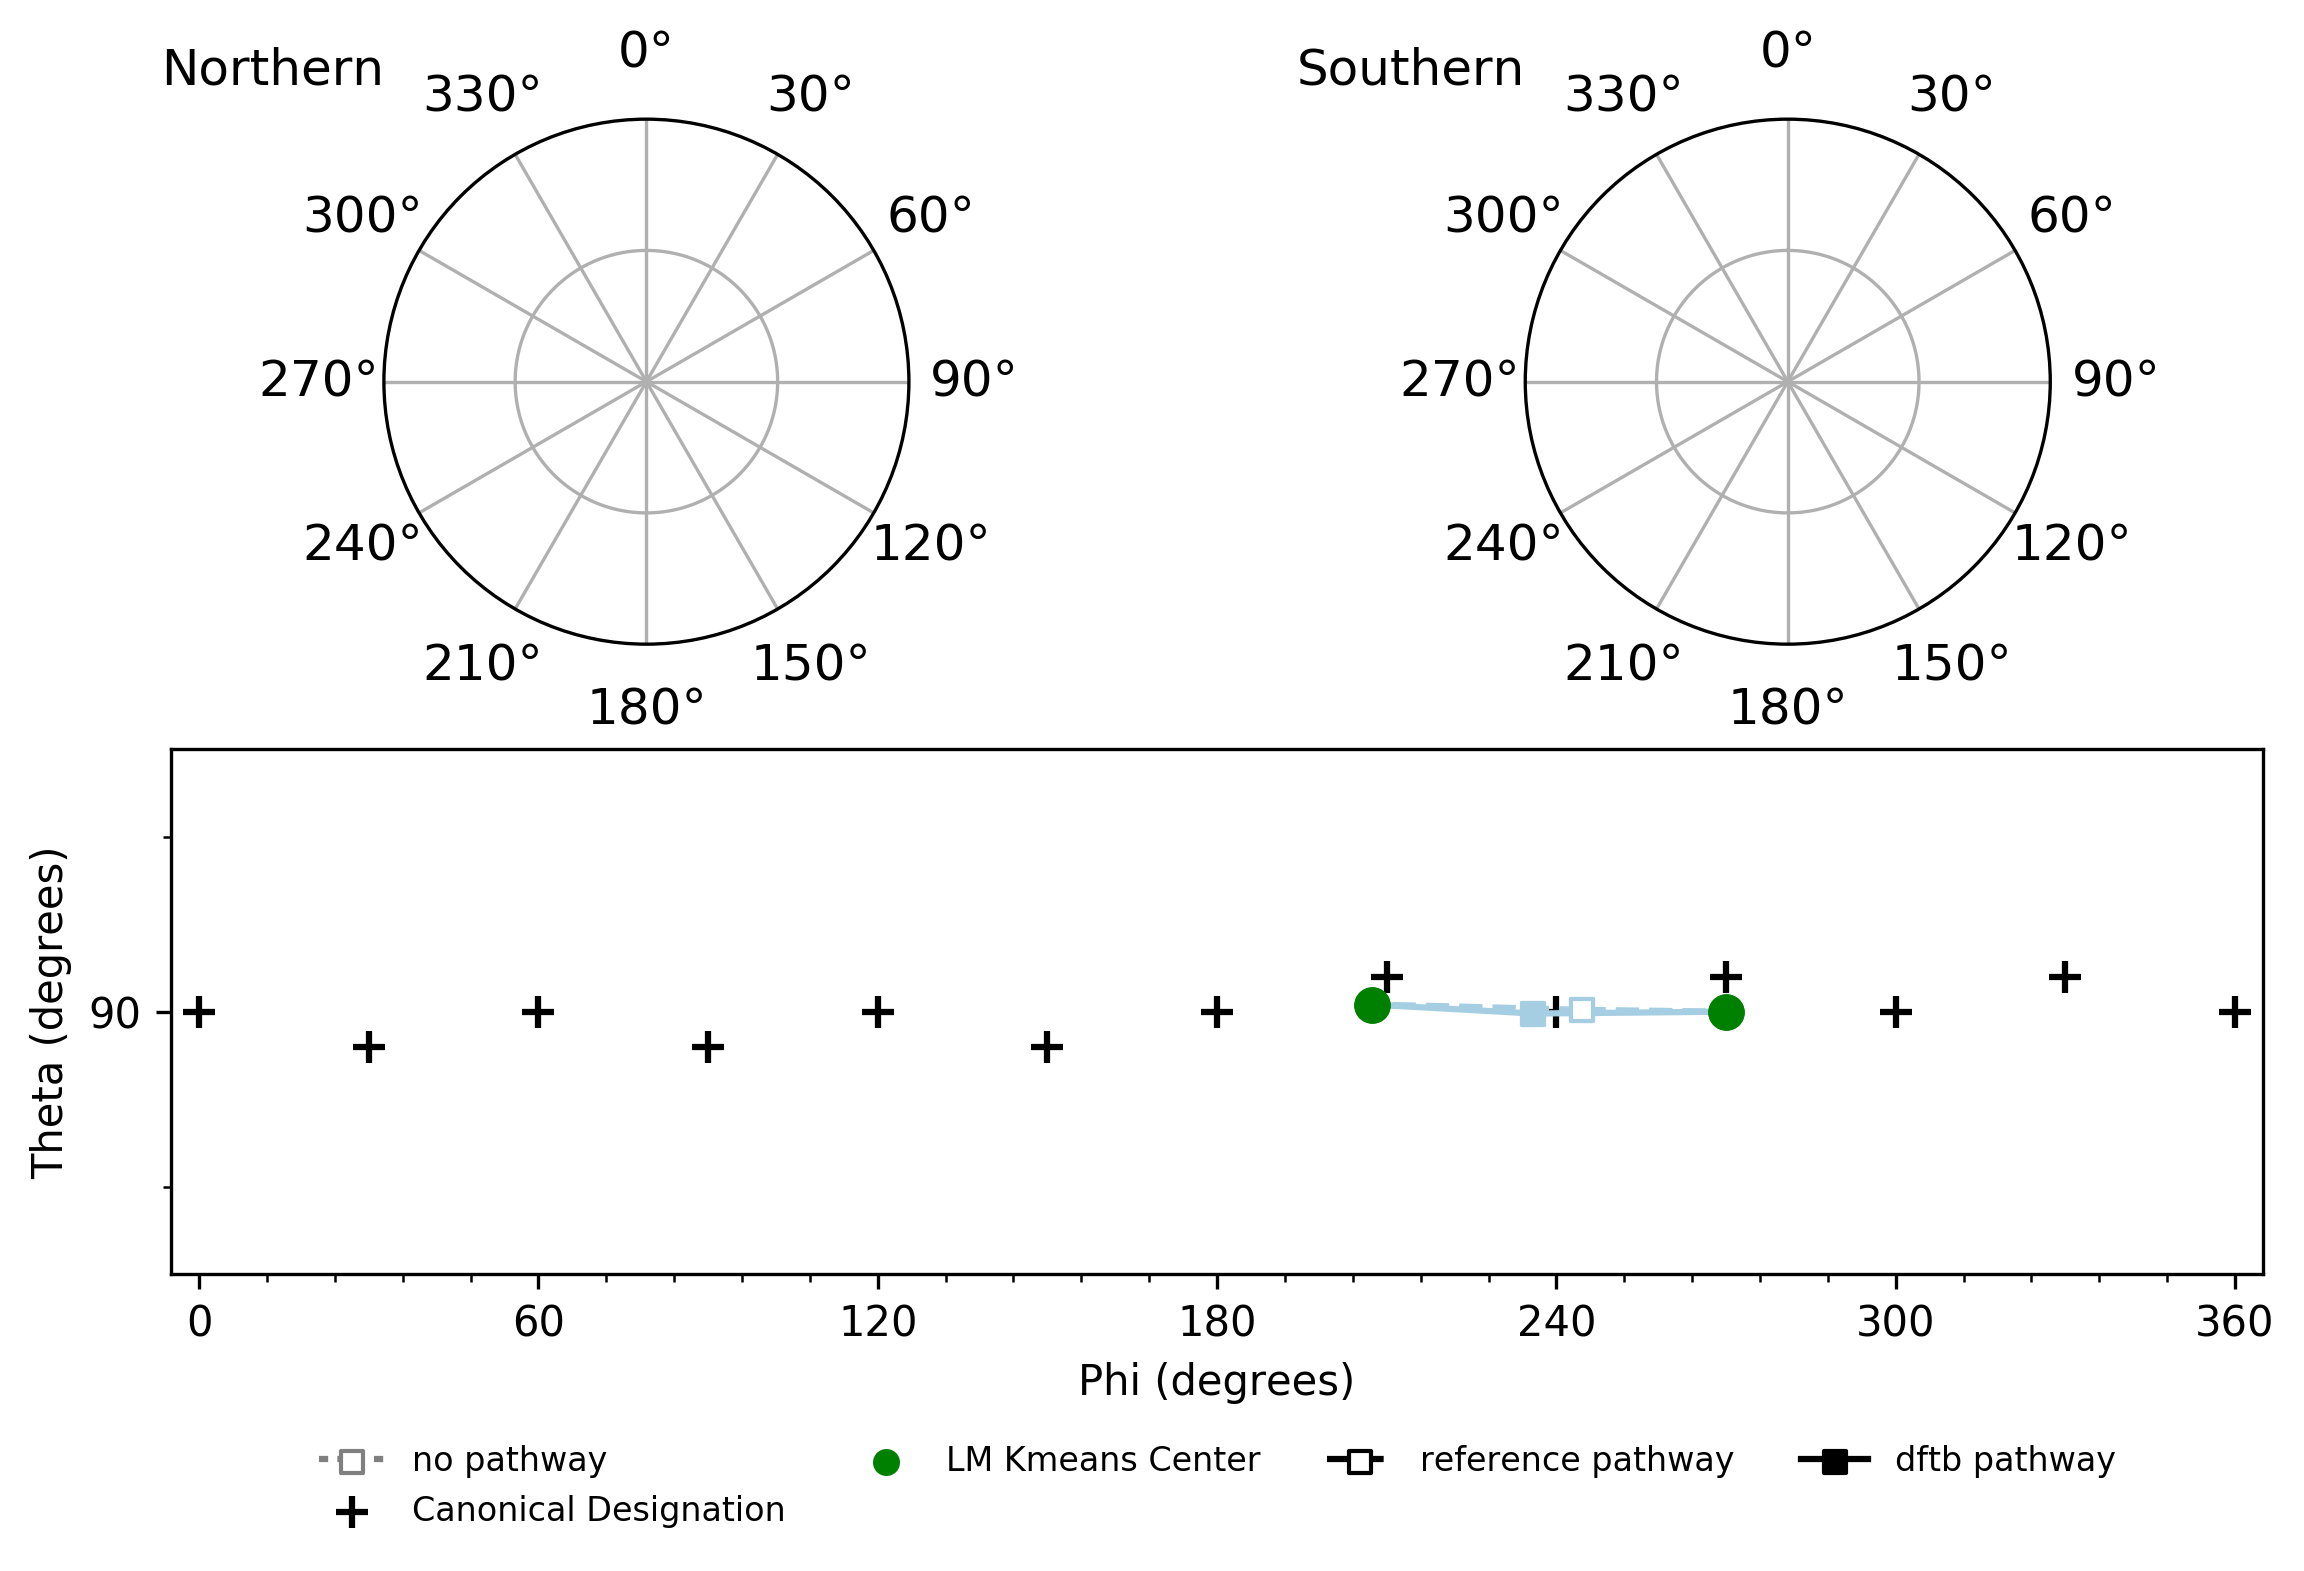 Northern
0°
30°
60°
90°
120°
150°
180°
210°
240°
270°
300°
330°
Southern
0°
30°
60°
90°
120°
150°
180°
210°
240°
270°
300°
330°
Theta (degrees)
90
0 60 120 180 240 300 360
Phi (degrees)
no pathway
Canonical Designation
LM Kmeans Center
reference pathway
dftb pathway